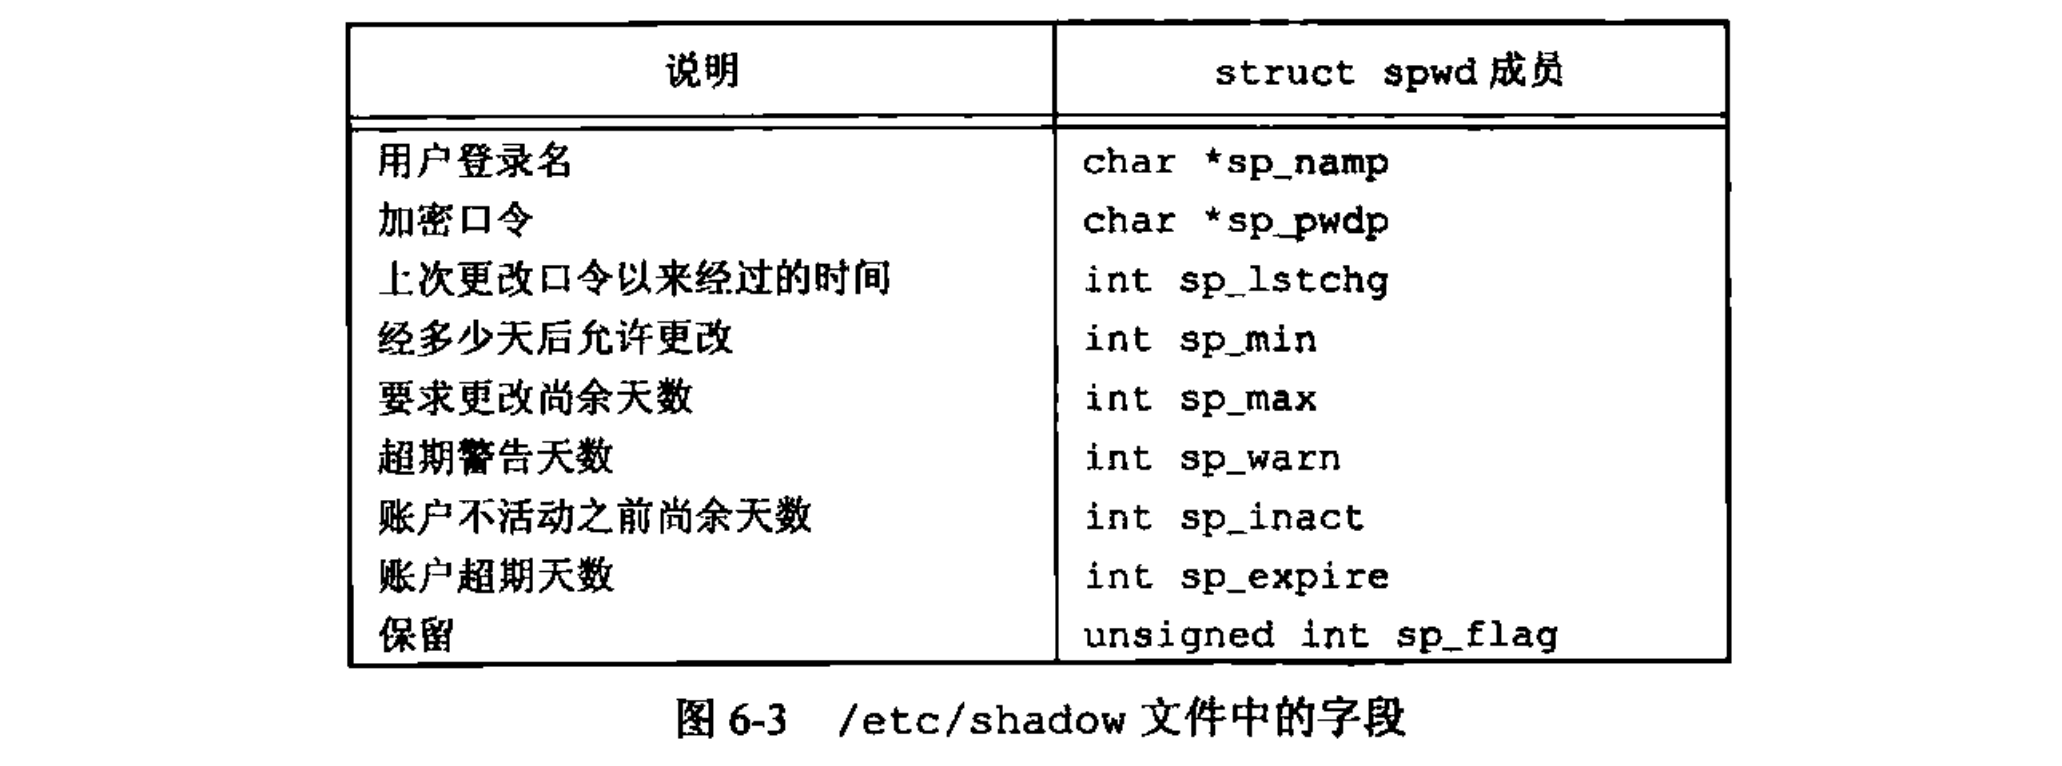 说明 struct spwd 成员
用户登录名 char *sp_namp
加密口令 char *sp_pwdp
上次更改口令以来经过的时间 int sp_lstchg
经多少天后允许更改 int sp_min
要求更改尚余天数 int sp_max
超期警告天数 int sp_warn
账户不活动之前尚余天数 int sp_inact
账户超期天数 int sp_expire
保留 unsigned int sp_flag
图 6-3 /etc/shadow 文件中的字段